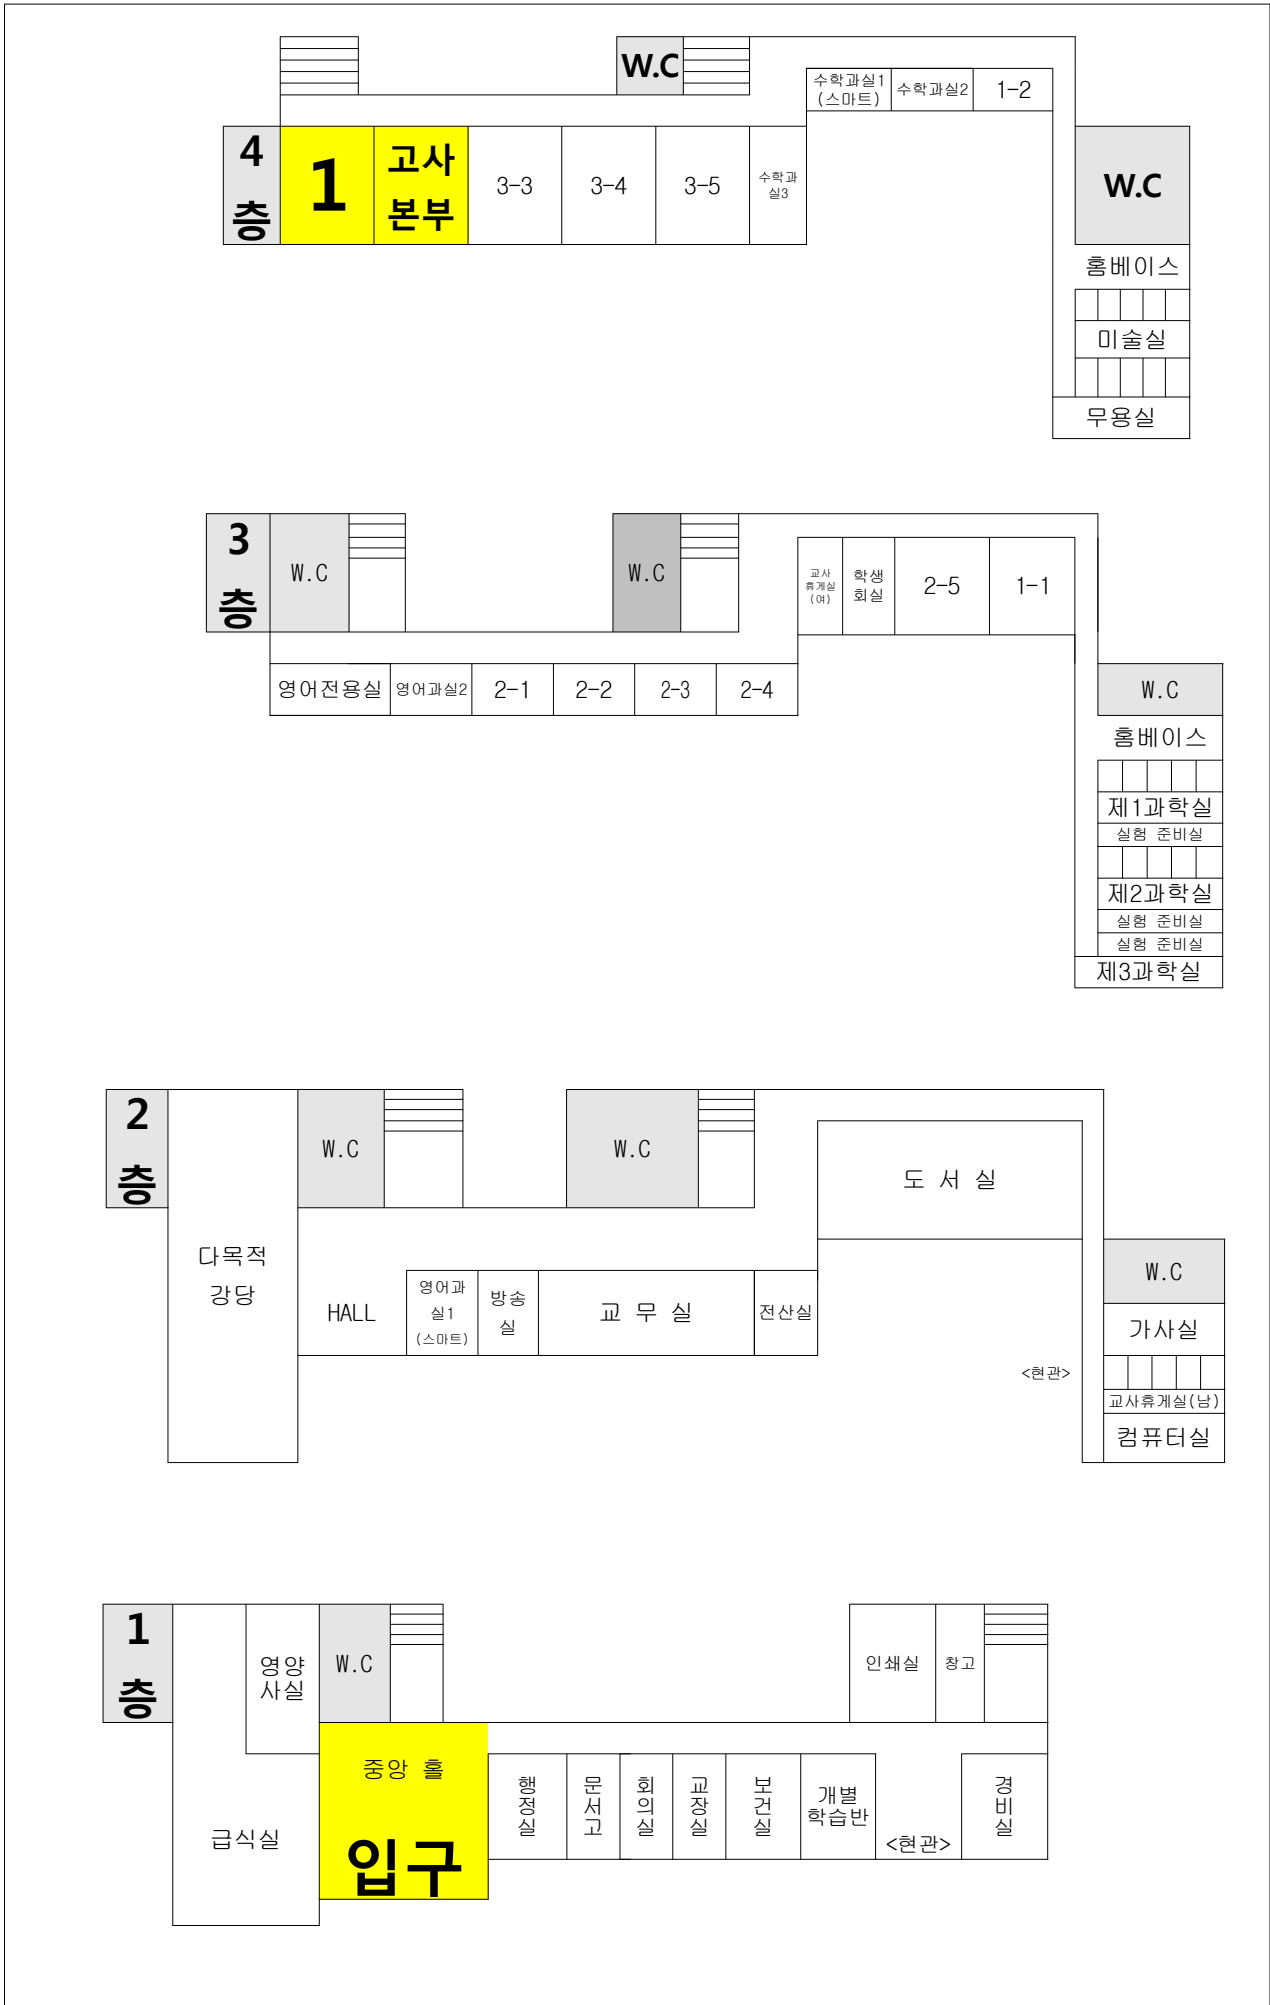 W.C
수학과실1
(스마트)
수학과실2
1-2
4
층
1
고사
본부
3-3
3-4
3-5
수학과
실3
W.C
홈베이스
미술실
무용실
3
층
W.C
W.C
교사
휴게실
(여)
학생
회실
2-5
1-1
영어전용실
영어과실2
2-1
2-2
2-3
2-4
W.C
홈베이스
제1과학실
실험 준비실
제2과학실
실험 준비실
실험 준비실
제3과학실
2
층
W.C
W.C
도 서 실
다목적
강당
HALL
영어과
실1
(스마트)
방송
실
교 무 실
전산실
W.C
가사실
<현관>
교사휴게실(남)
컴퓨터실
1
층
영양
사실
W.C
인쇄실
창고
중앙 홀
입구
급식실
행정실
문서고
회의실
교장실
보건실
개별
학습반
<현관>
경비실